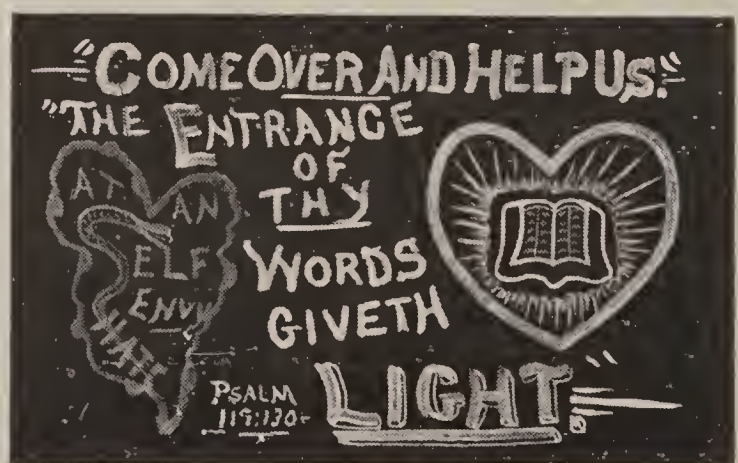 "COME OVER AND HELP US."
"THE ENTRANCE
OF
THY
WORDS
GIVETH
LIGHT."
PSALM
119:130
AT AN
ELF
ENVY
HATE